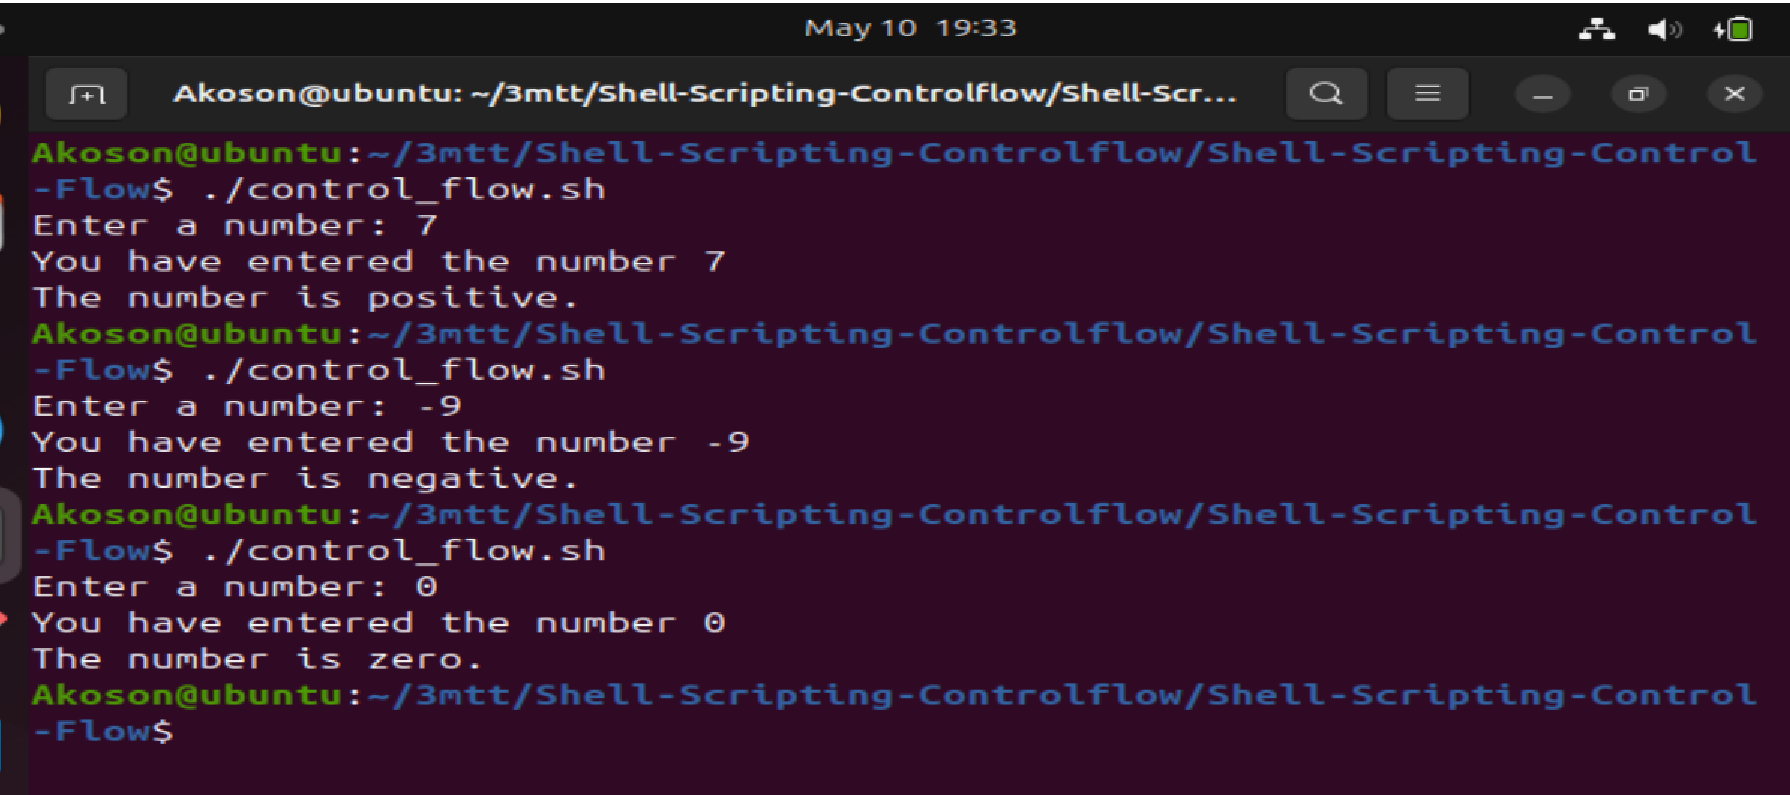 May 10 19:33
Akoson@ubuntu: ~/3mtt/Shell-Scripting-Controlflow/Shell-Scr...
Akoson@ubuntu:~/3mtt/Shell-Scripting-Controlflow/Shell-Scripting-Control
-Flow$ ./control_flow.sh
Enter a number: 7
You have entered the number 7
The number is positive.
Akoson@ubuntu:~/3mtt/Shell-Scripting-Controlflow/Shell-Scripting-Control
-Flow$ ./control_flow.sh
Enter a number: -9
You have entered the number -9
The number is negative.
Akoson@ubuntu:~/3mtt/Shell-Scripting-Controlflow/Shell-Scripting-Control
-Flow$ ./control_flow.sh
Enter a number: 0
You have entered the number 0
The number is zero.
Akoson@ubuntu:~/3mtt/Shell-Scripting-Controlflow/Shell-Scripting-Control
-Flow$